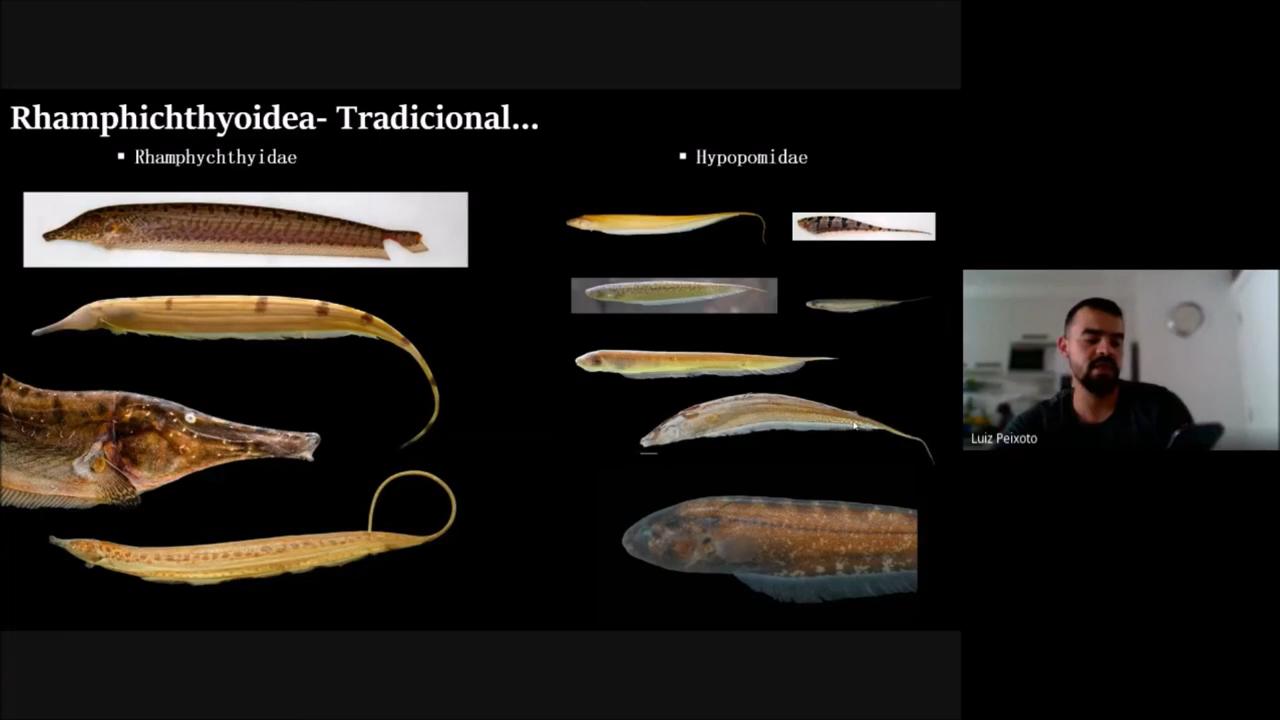 Rhamphichthyoidea- Tradicional...
▪ Rhamphychthyidae
▪ Hypopomidae
Luiz Peixoto